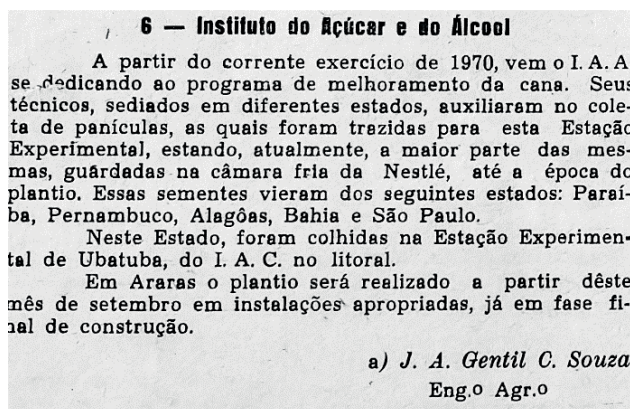 6 — Instituto do Açúcar e do Álcool
A partir do corrente exercício de 1970, vem o I. A. A
se dedicando ao programa de melhoramento da cana. Seus
técnicos, sediados em diferentes estados, auxiliaram no cole-
ta de panículas, as quais foram trazidas para esta Estação
Experimental, estando, atualmente, a maior parte das mes-
mas, guardadas na câmara fria da Nestlé, até a época do
plantio. Essas sementes vieram dos seguintes estados: Paraí-
ba, Pernambuco, Alagôas, Bahia e São Paulo.
Neste Estado, foram colhidas na Estação Experimen-
tal de Ubatuba, do I. A. C. no litoral.
Em Araras o plantio será realizado a partir dêste
mês de setembro em instalações apropriadas, já em fase fi-
nal de construção.
a) J. A. Gentil C. Souza
Eng.o Agr.o